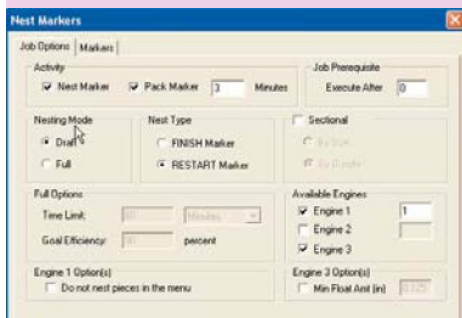 Nest Markers
Job Options Markers
Activity
Nest Marker Pack Marker 3 Minutes
Job Prerequisite
Execute After 0
Nesting Mode
Draft
Full
Nest Type
FINISH Marker
RESTART Marker
Sectional
By Size
By Bundle
Full Options
Time Limit: 60 Minutes
Goal Efficiency: percent
Available Engines
Engine 1 1
Engine 2
Engine 3
Engine 1 Option(s)
Do not nest pieces in the menu
Engine 3 Option(s)
Min Float Amt (in) 0.125